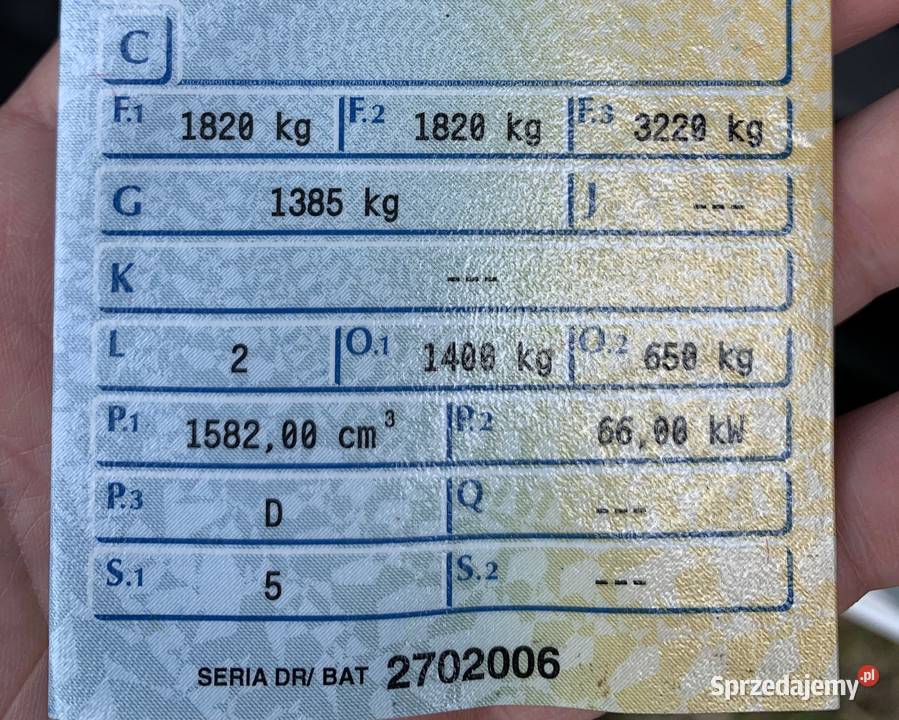 C
F.1 1820 kg F.2 1820 kg F.3 3220 kg
G 1385 kg J ---
K ---
L 2 O.1 1400 kg O.2 650 kg
P.1 1582,00 cm³ P.2 66,00 kW
P.3 D Q ---
S.1 5 S.2 ---
SERIA DR/ BAT 2702006
Sprzedajemy.pl